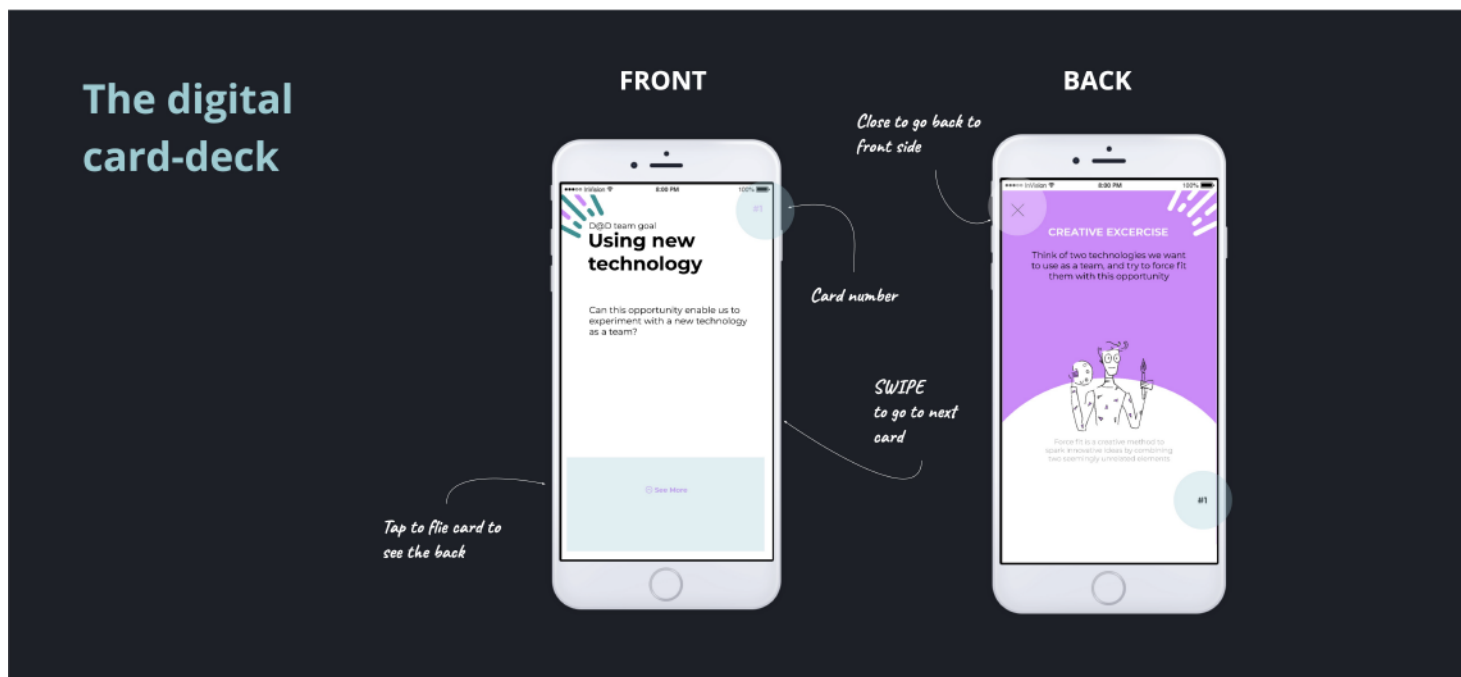 The digital
card-deck
FRONT
BACK
Close to go back to
front side
●●●○○ InVision
8:00 PM
100%
#1
D@D team goal
Using new
technology
Can this opportunity enable us to
experiment with a new technology
as a team?
See More
Card number
SWIPE
to go to next
card
Tap to flie card to
see the back
●●●○○ InVision
8:00 PM
100%
CREATIVE EXCERCISE
Think of two technologies we want
to use as a team, and try to force fit
them with this opportunity
Force fit is a creative method to
spark innovative ideas by combining
two seemingly unrelated elements
#1